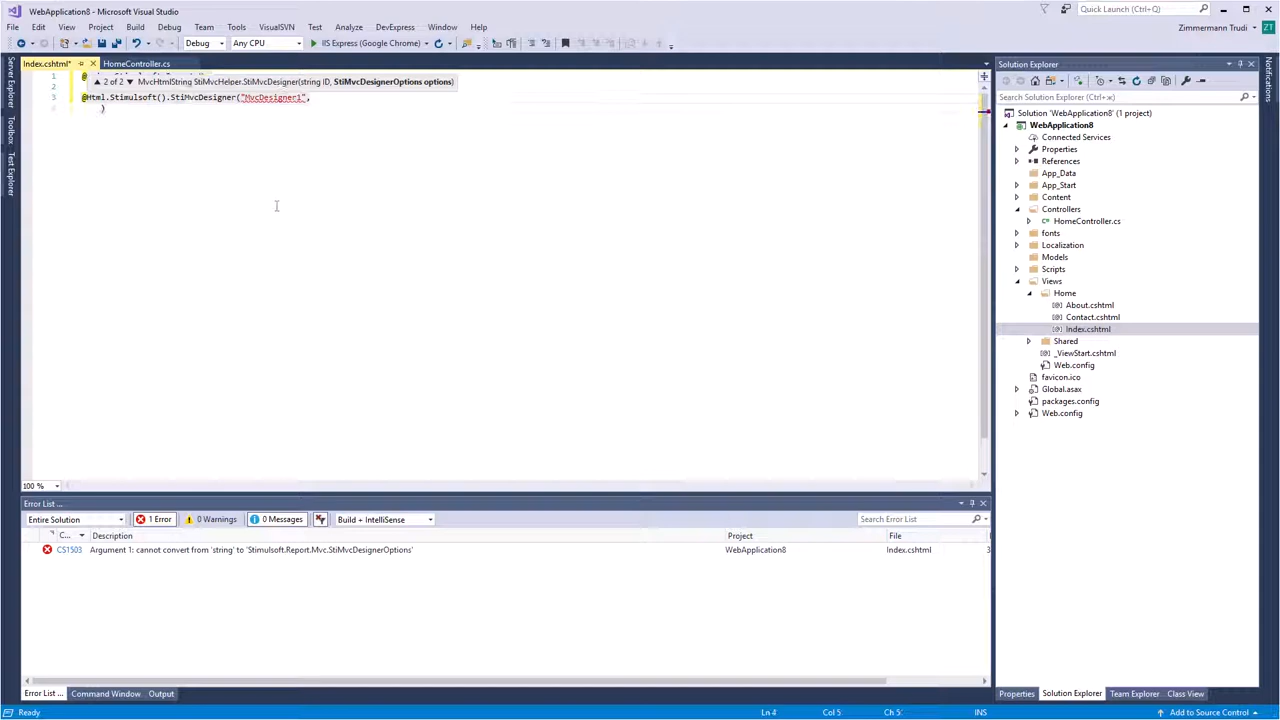 WebApplication8 - Microsoft Visual Studio
Quick Launch (Ctrl+Ж)
File Edit View Project Build Debug Team Tools VisualSVN Test Analyze DevExpress Window Help
Zimmermann Trudi ZT
Debug Any CPU IIS Express (Google Chrome)
Server Explorer
Toolbox
Test Explorer
Index.cshtml* HomeController.cs
1 @
2 of 2 MvcHtmlString StiMvcHelper.StiMvcDesigner(string ID, StiMvcDesignerOptions options)
2
3 @Html.Stimulsoft().StiMvcDesigner("MvcDesigner1",
)
100 %
Solution Explorer
Search Solution Explorer (Ctrl+ж)
Solution 'WebApplication8' (1 project)
WebApplication8
Connected Services
Properties
References
App_Data
App_Start
Content
Controllers
C# HomeController.cs
fonts
Localization
Models
Scripts
Views
Home
[@] About.cshtml
[@] Contact.cshtml
[@] Index.cshtml
Shared
[@] _ViewStart.cshtml
Web.config
favicon.ico
Global.asax
packages.config
Web.config
Notifications
Error List ...
Entire Solution 1 Error 0 Warnings 0 Messages Build + IntelliSense Search Error List
C... Description Project File
CS1503 Argument 1: cannot convert from 'string' to 'Stimulsoft.Report.Mvc.StiMvcDesignerOptions' WebApplication8 Index.cshtml 3
Error List ... Command Window Output
Properties Solution Explorer Team Explorer Class View
Ready Ln 4 Col 5 Ch 5 INS Add to Source Control